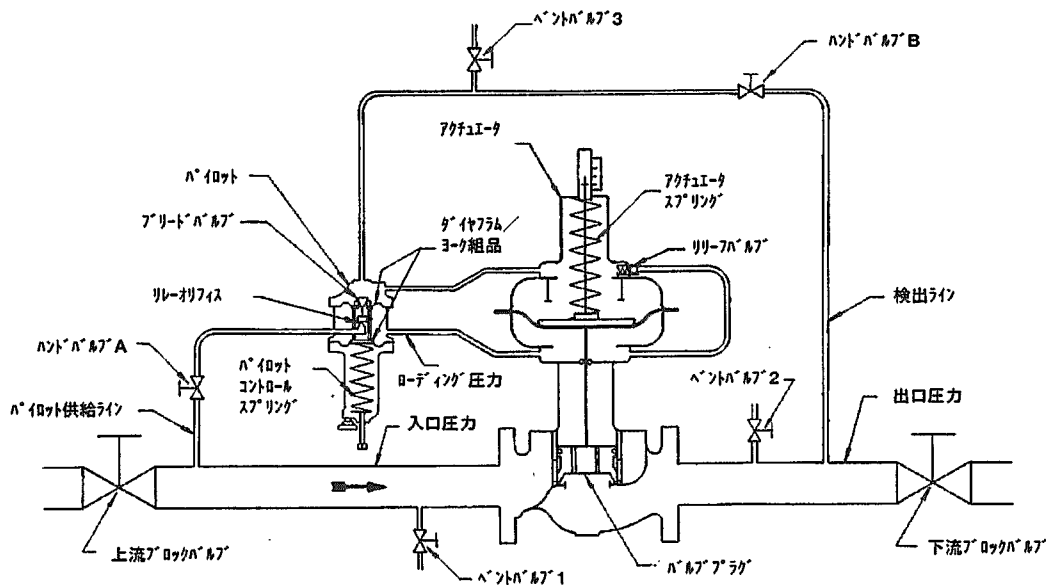 ベントバルブ3
ハンドバルブB
アクチュエータ
パイロット
アクチュエータ
スプリング
ブリードバルブ
ダイヤフラム/
ヨーク組品
リリーフバルブ
リレーオリフィス
検出ライン
ハンドバルブA
パイロット
コントロール
スプリング
ローディング圧力
ベントバルブ2
パイロット供給ライン
入口圧力
出口圧力
上流ブロックバルブ
ベントバルブ1
バルブプラグ
下流ブロックバルブ